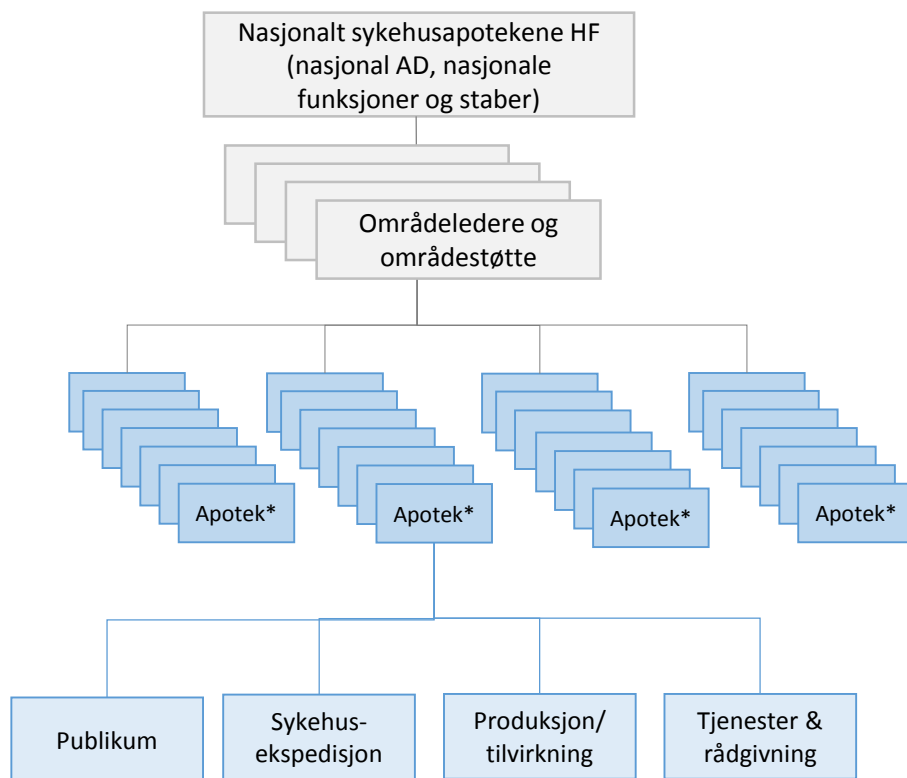 Nasjonalt sykehusapotekene HF
(nasjonal AD, nasjonale
funksjoner og staber)
Områdeledere og
områdestøtte
Apotek*
Apotek*
Apotek*
Apotek*
Publikum
Sykehus-
ekspedisjon
Produksjon/
tilvirkning
Tjenester &
rådgivning